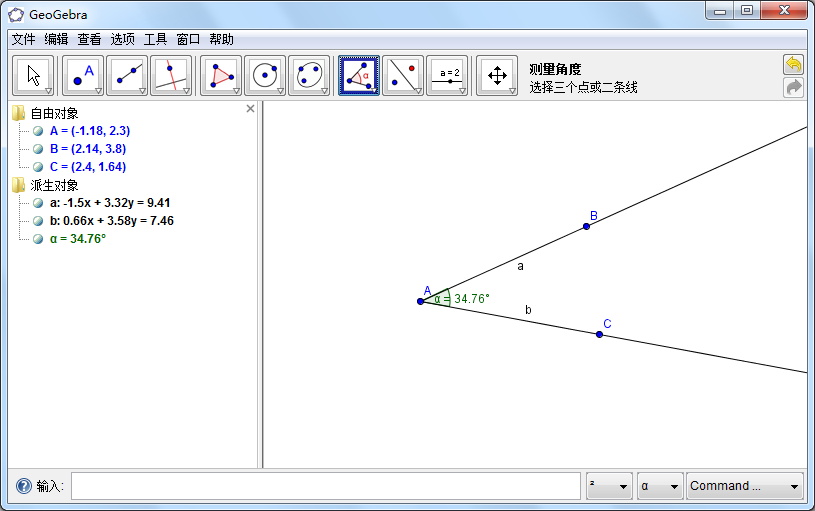 GeoGebra
文件 编辑 查看 选项 工具 窗口 帮助
A
α
a = 2
测量角度
选择三个点或二条线
自由对象
A = (-1.18, 2.3)
B = (2.14, 3.8)
C = (2.4, 1.64)
派生对象
a: -1.5x + 3.32y = 9.41
b: 0.66x + 3.58y = 7.46
α = 34.76°
B
a
A
α = 34.76°
b
C
输入:
²
α
Command ...